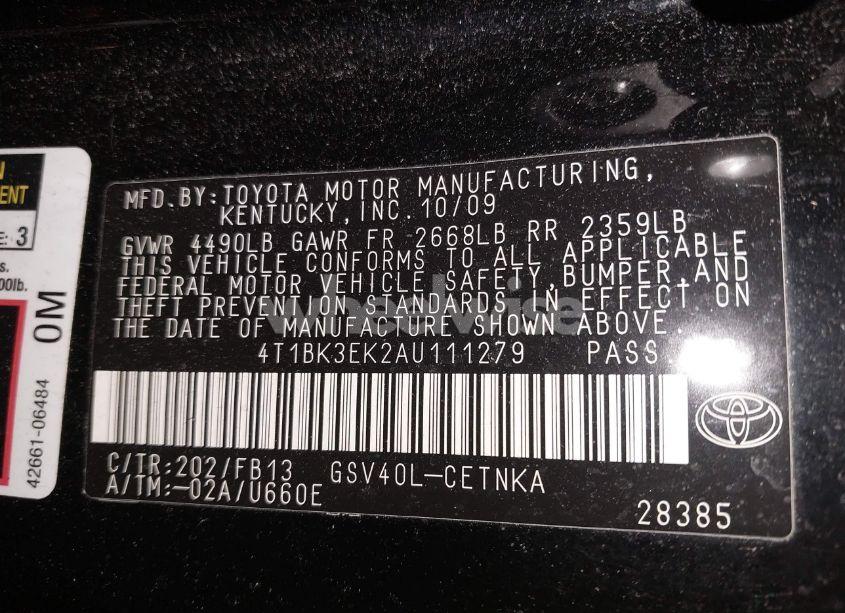 MFD.BY:TOYOTA MOTOR MANUFACTURING,
KENTUCKY,INC.10/09
GVWR 4490LB GAWR FR 2668LB RR 2359LB
THIS VEHICLE CONFORMS TO ALL APPLICABLE
FEDERAL MOTOR VEHICLE SAFETY,BUMPER,AND
THEFT PREVENTION STANDARDS IN EFFECT ON
THE DATE OF MANUFACTURE SHOWN ABOVE.
4T1BK3EK2AU111279 PASS
C/TR:202/FB13 GSV40L-CETNKA
A/TM:-02A/U660E
28385
3
0M
42661-06484